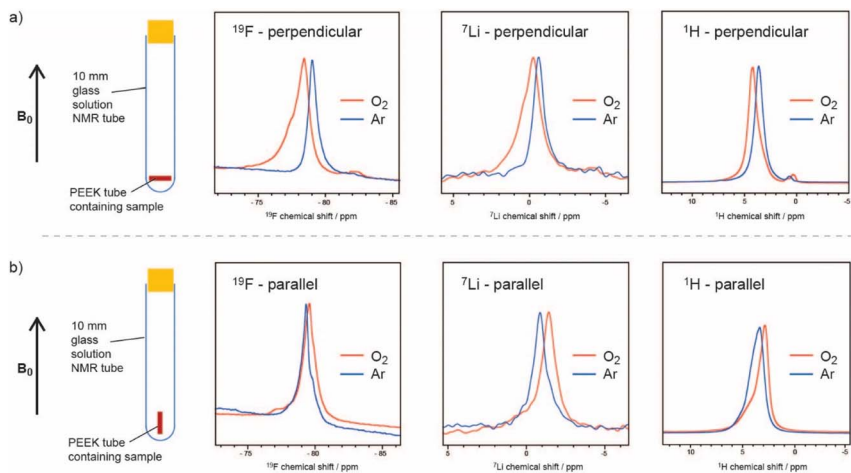 a)
10 mm
glass
solution
NMR tube
B₀
PEEK tube
containing sample
¹⁹F - perpendicular
O₂
Ar
- 75
- 80
- 85
¹⁹F chemical shift / ppm
⁷Li - perpendicular
O₂
Ar
5
0
-5
⁷Li chemical shift / ppm
¹H - perpendicular
O₂
Ar
10
5
0
-5
¹H chemical shift / ppm
b)
10 mm
glass
solution
NMR tube
B₀
PEEK tube
containing sample
¹⁹F - parallel
O₂
Ar
- 75
- 80
- 85
¹⁹F chemical shift / ppm
⁷Li - parallel
O₂
Ar
5
0
-5
⁷Li chemical shift / ppm
¹H - parallel
O₂
Ar
10
5
0
-5
¹H chemical shift / ppm